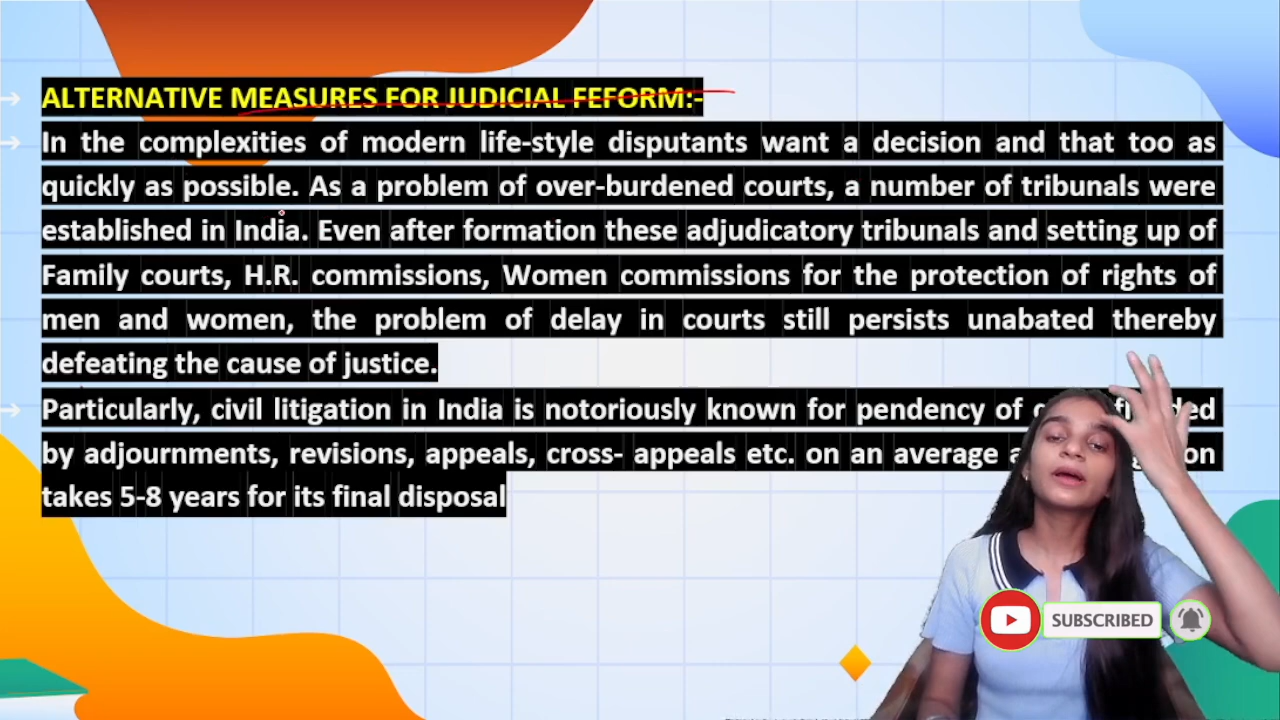 ALTERNATIVE MEASURES FOR JUDICIAL FEFORM:-
In the complexities of modern life-style disputants want a decision and that too as
quickly as possible. As a problem of over-burdened courts, a number of tribunals were
established in India. Even after formation these adjudicatory tribunals and setting up of
Family courts, H.R. commissions, Women commissions for the protection of rights of
men and women, the problem of delay in courts still persists unabated thereby
defeating the cause of justice.
Particularly, civil litigation in India is notoriously known for pendency of
by adjournments, revisions, appeals, cross- appeals etc. on an average
takes 5-8 years for its final disposal
SUBSCRIBED